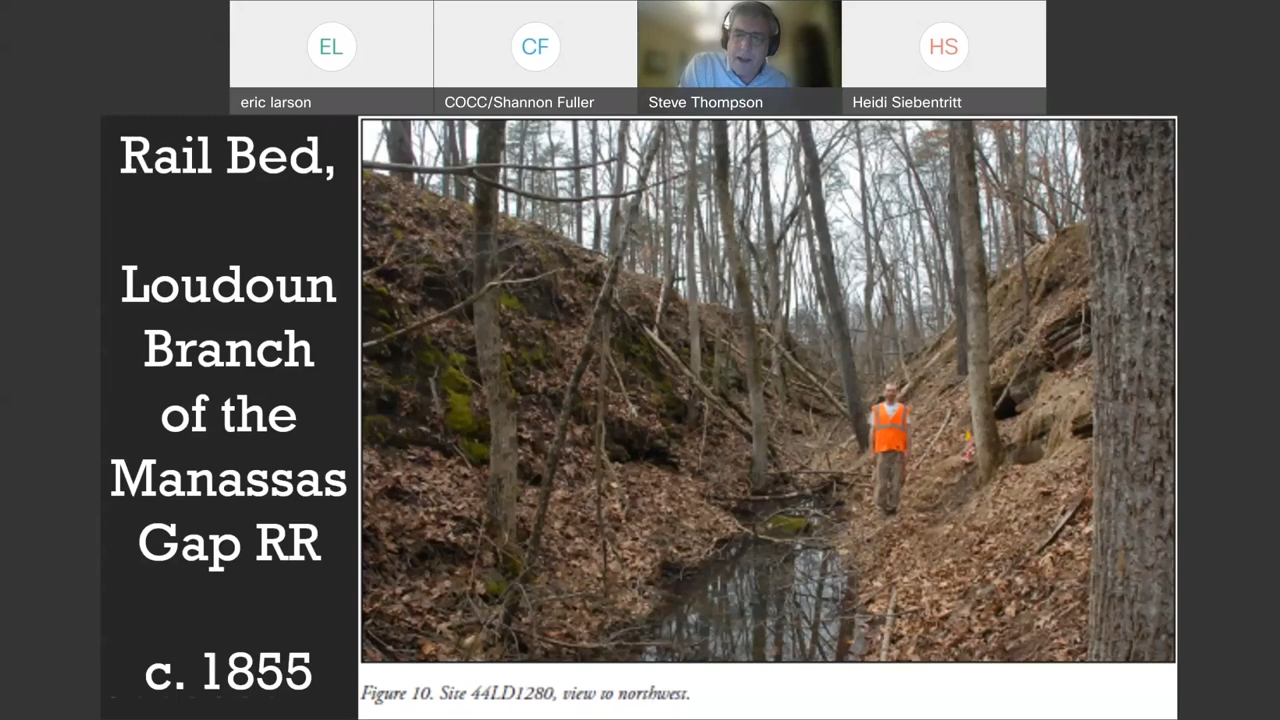 EL
CF
HS
eric larson
COCC/Shannon Fuller
Steve Thompson
Heidi Siebentritt
Rail Bed,
Loudoun
Branch
of the
Manassas
Gap RR
c. 1855
Figure 10. Site 44LD1280, view to northwest.